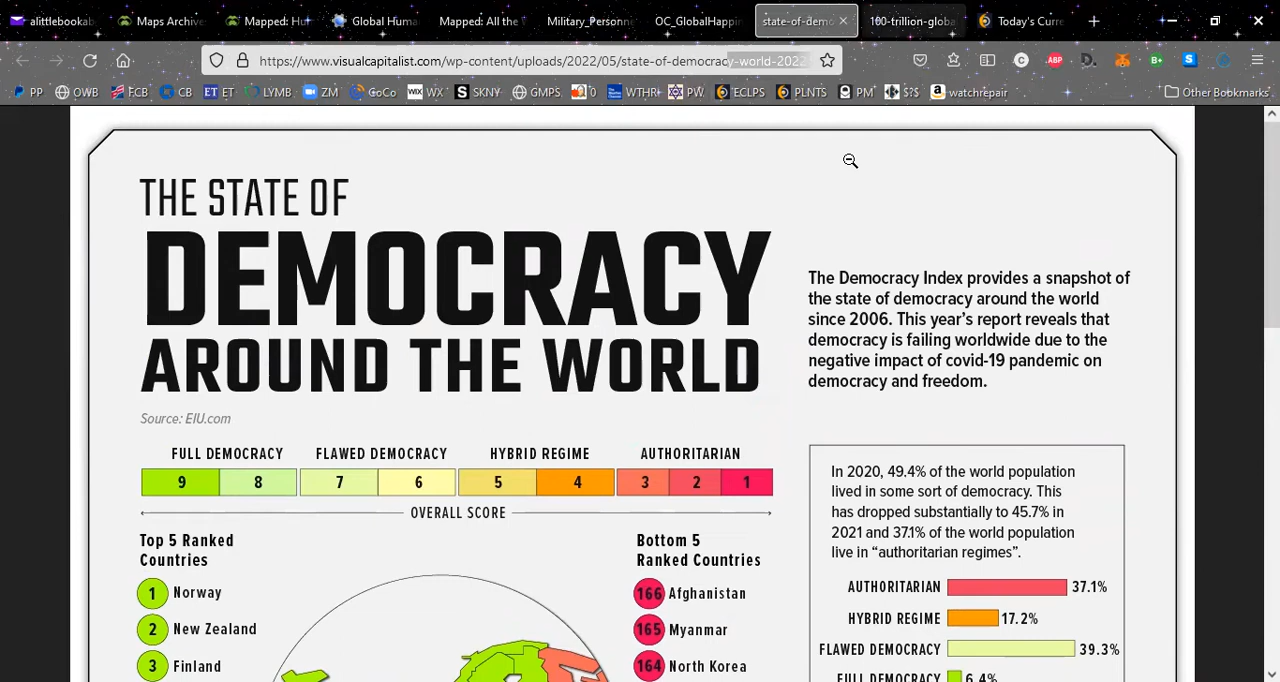 alittlebookab
Maps Archive
Mapped: Hu
Global Huma
Mapped: All the
Military_Personne
OC_GlobalHappin
state-of-demo
100-trillion-globa
Today's Curre
https://www.visualcapitalist.com/wp-content/uploads/2022/05/state-of-democracy-world-2022
PP
OWB
FCB
CB
ET ET
LYMB
ZM
GoCo
WIX WX
S SKNY
GMPS
0
WTHR
PW
ECLPS
PLNTS
PM
$?$
watchrepair
Other Bookmarks
THE STATE OF
DEMOCRACY
AROUND THE WORLD
Source: EIU.com
The Democracy Index provides a snapshot of
the state of democracy around the world
since 2006. This year's report reveals that
democracy is failing worldwide due to the
negative impact of covid-19 pandemic on
democracy and freedom.
FULL DEMOCRACY FLAWED DEMOCRACY HYBRID REGIME AUTHORITARIAN
9 8 7 6 5 4 3 2 1
OVERALL SCORE
Top 5 Ranked
Countries
1 Norway
2 New Zealand
3 Finland
Bottom 5
Ranked Countries
166 Afghanistan
165 Myanmar
164 North Korea
In 2020, 49.4% of the world population
lived in some sort of democracy. This
has dropped substantially to 45.7% in
2021 and 37.1% of the world population
live in “authoritarian regimes”.
AUTHORITARIAN 37.1%
HYBRID REGIME 17.2%
FLAWED DEMOCRACY 39.3%
FULL DEMOCRACY 6.4%